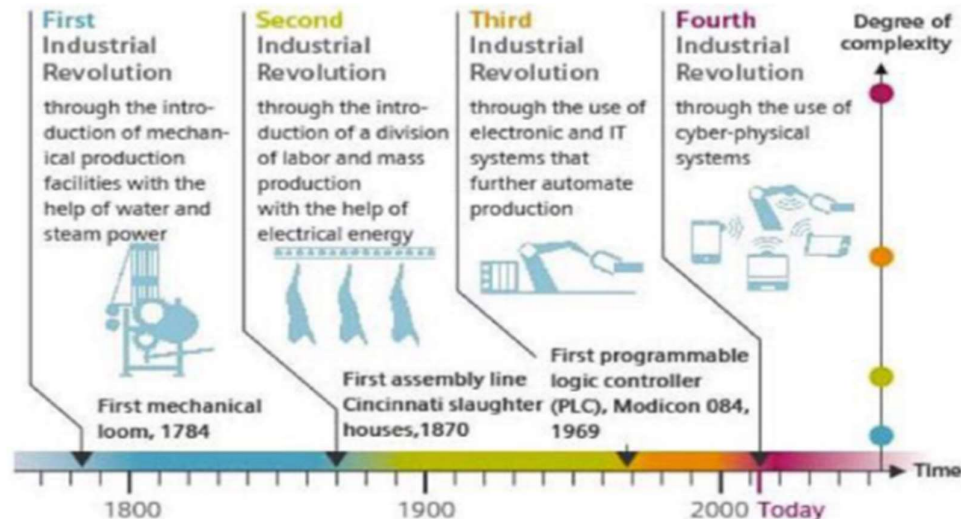 First
Industrial
Revolution
through the intro-
duction of mechan-
ical production
facilities with the
help of water and
steam power
Second
Industrial
Revolution
through the intro-
duction of a division
of labor and mass
production
with the help of
electrical energy
Third
Industrial
Revolution
through the use of
electronic and IT
systems that
further automate
production
Fourth
Industrial
Revolution
through the use of
cyber-physical
systems
Degree of
complexity
First mechanical
loom, 1784
First assembly line
Cincinnati slaughter
houses,1870
First programmable
logic controller
(PLC), Modicon 084,
1969
Time
1800
1900
2000
Today